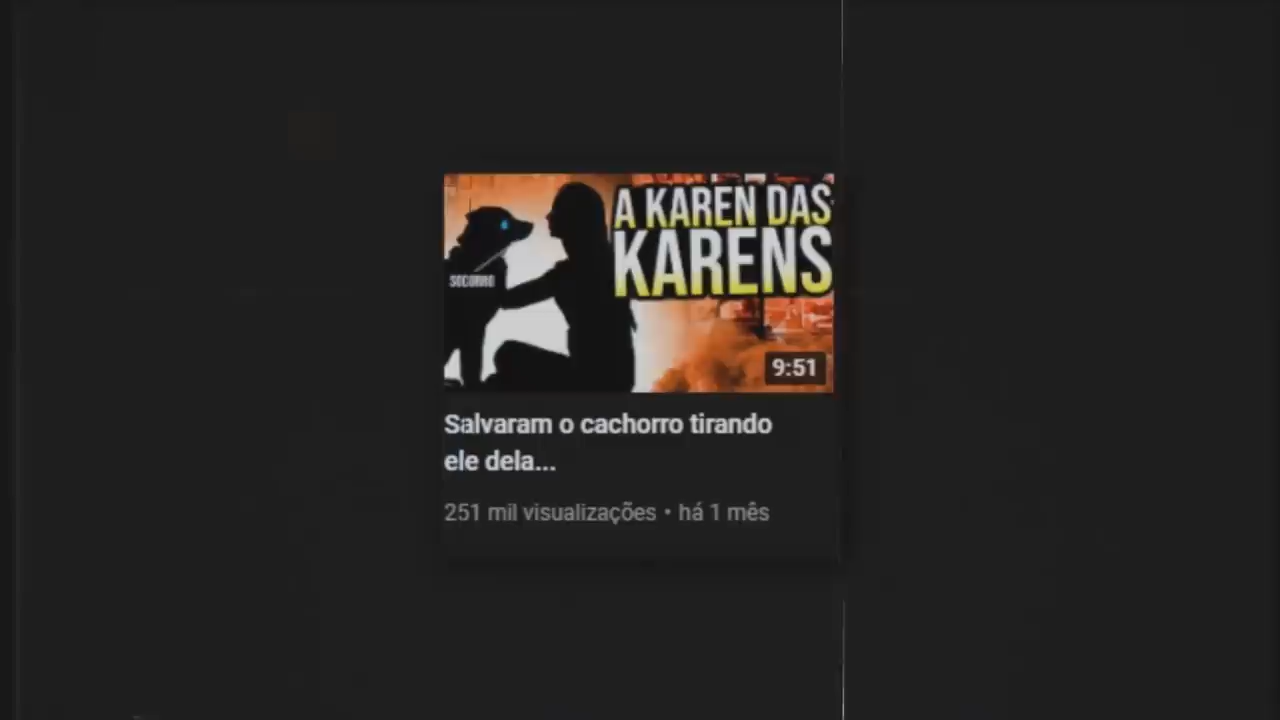 A KAREN DAS
KARENS
SOCORRO
9:51
Salvaram o cachorro tirando
ele dela...
251 mil visualizações • há 1 mês